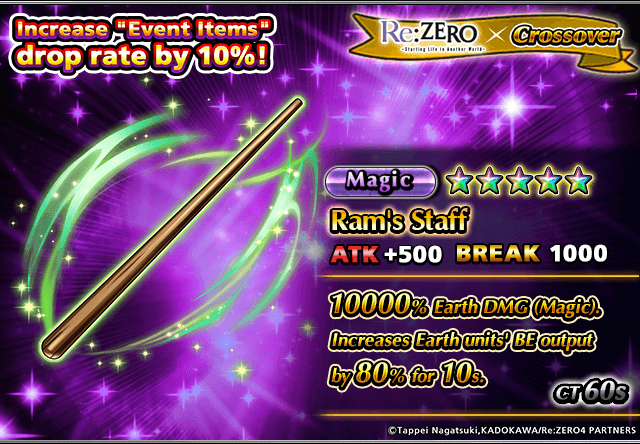 Increase "Event Items"
drop rate by 10%!
Re:ZERO × Crossover
-Starting Life in Another World-
Magic
Ram's Staff
ATK +500 BREAK 1000
10000% Earth DMG (Magic).
Increases Earth units' BE output
by 80% for 10s.
CT60s
©Tappei Nagatsuki,KADOKAWA/Re:ZERO4 PARTNERS